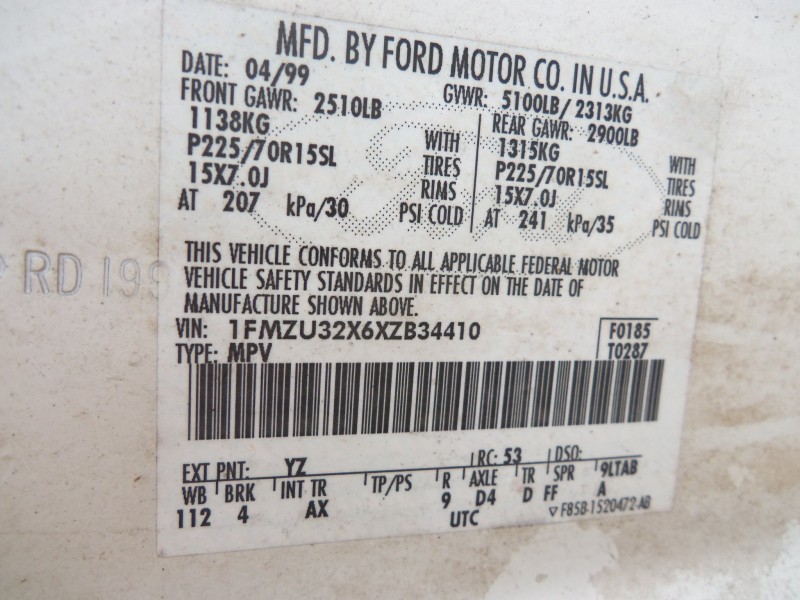 MFD. BY FORD MOTOR CO. IN U.S.A.
DATE: 04/99 GVWR: 5100LB/ 2313KG
FRONT GAWR: 2510LB REAR GAWR: 2900LB
1138KG WITH 1315KG WITH
P225/70R15SL TIRES P225/70R15SL TIRES
15X7.0J RIMS 15X7.0J RIMS
AT 207 kPa/30 PSI COLD AT 241 kPa/35 PSI COLD
THIS VEHICLE CONFORMS TO ALL APPLICABLE FEDERAL MOTOR
VEHICLE SAFETY STANDARDS IN EFFECT ON THE DATE OF
MANUFACTURE SHOWN ABOVE.
RD 199
VIN: 1FMZU32X6XZB34410 F0185
TYPE: MPV T0287
EXT PNT: YZ RC: 53 DSO:
WB BRK INT TR TP/PS R AXLE TR SPR 9LTAB
112 4 AX 9 D4 D FF A
UTC ▽F85B-1520472-AB